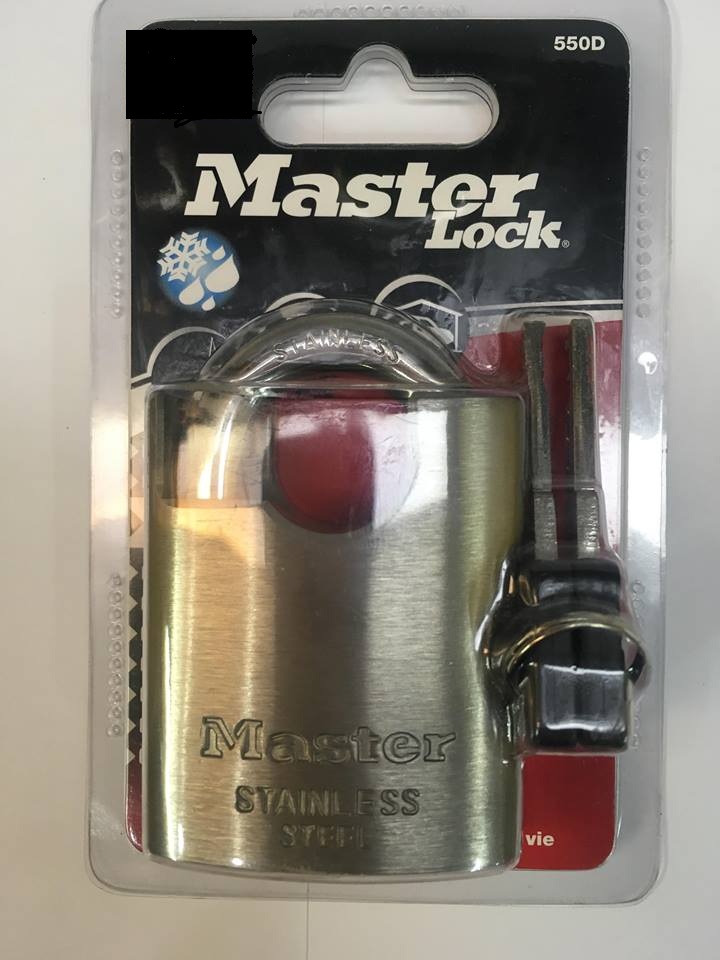 550D
Master
Lock®
STAINLESS
Master
STAINLESS
STEEL
vie